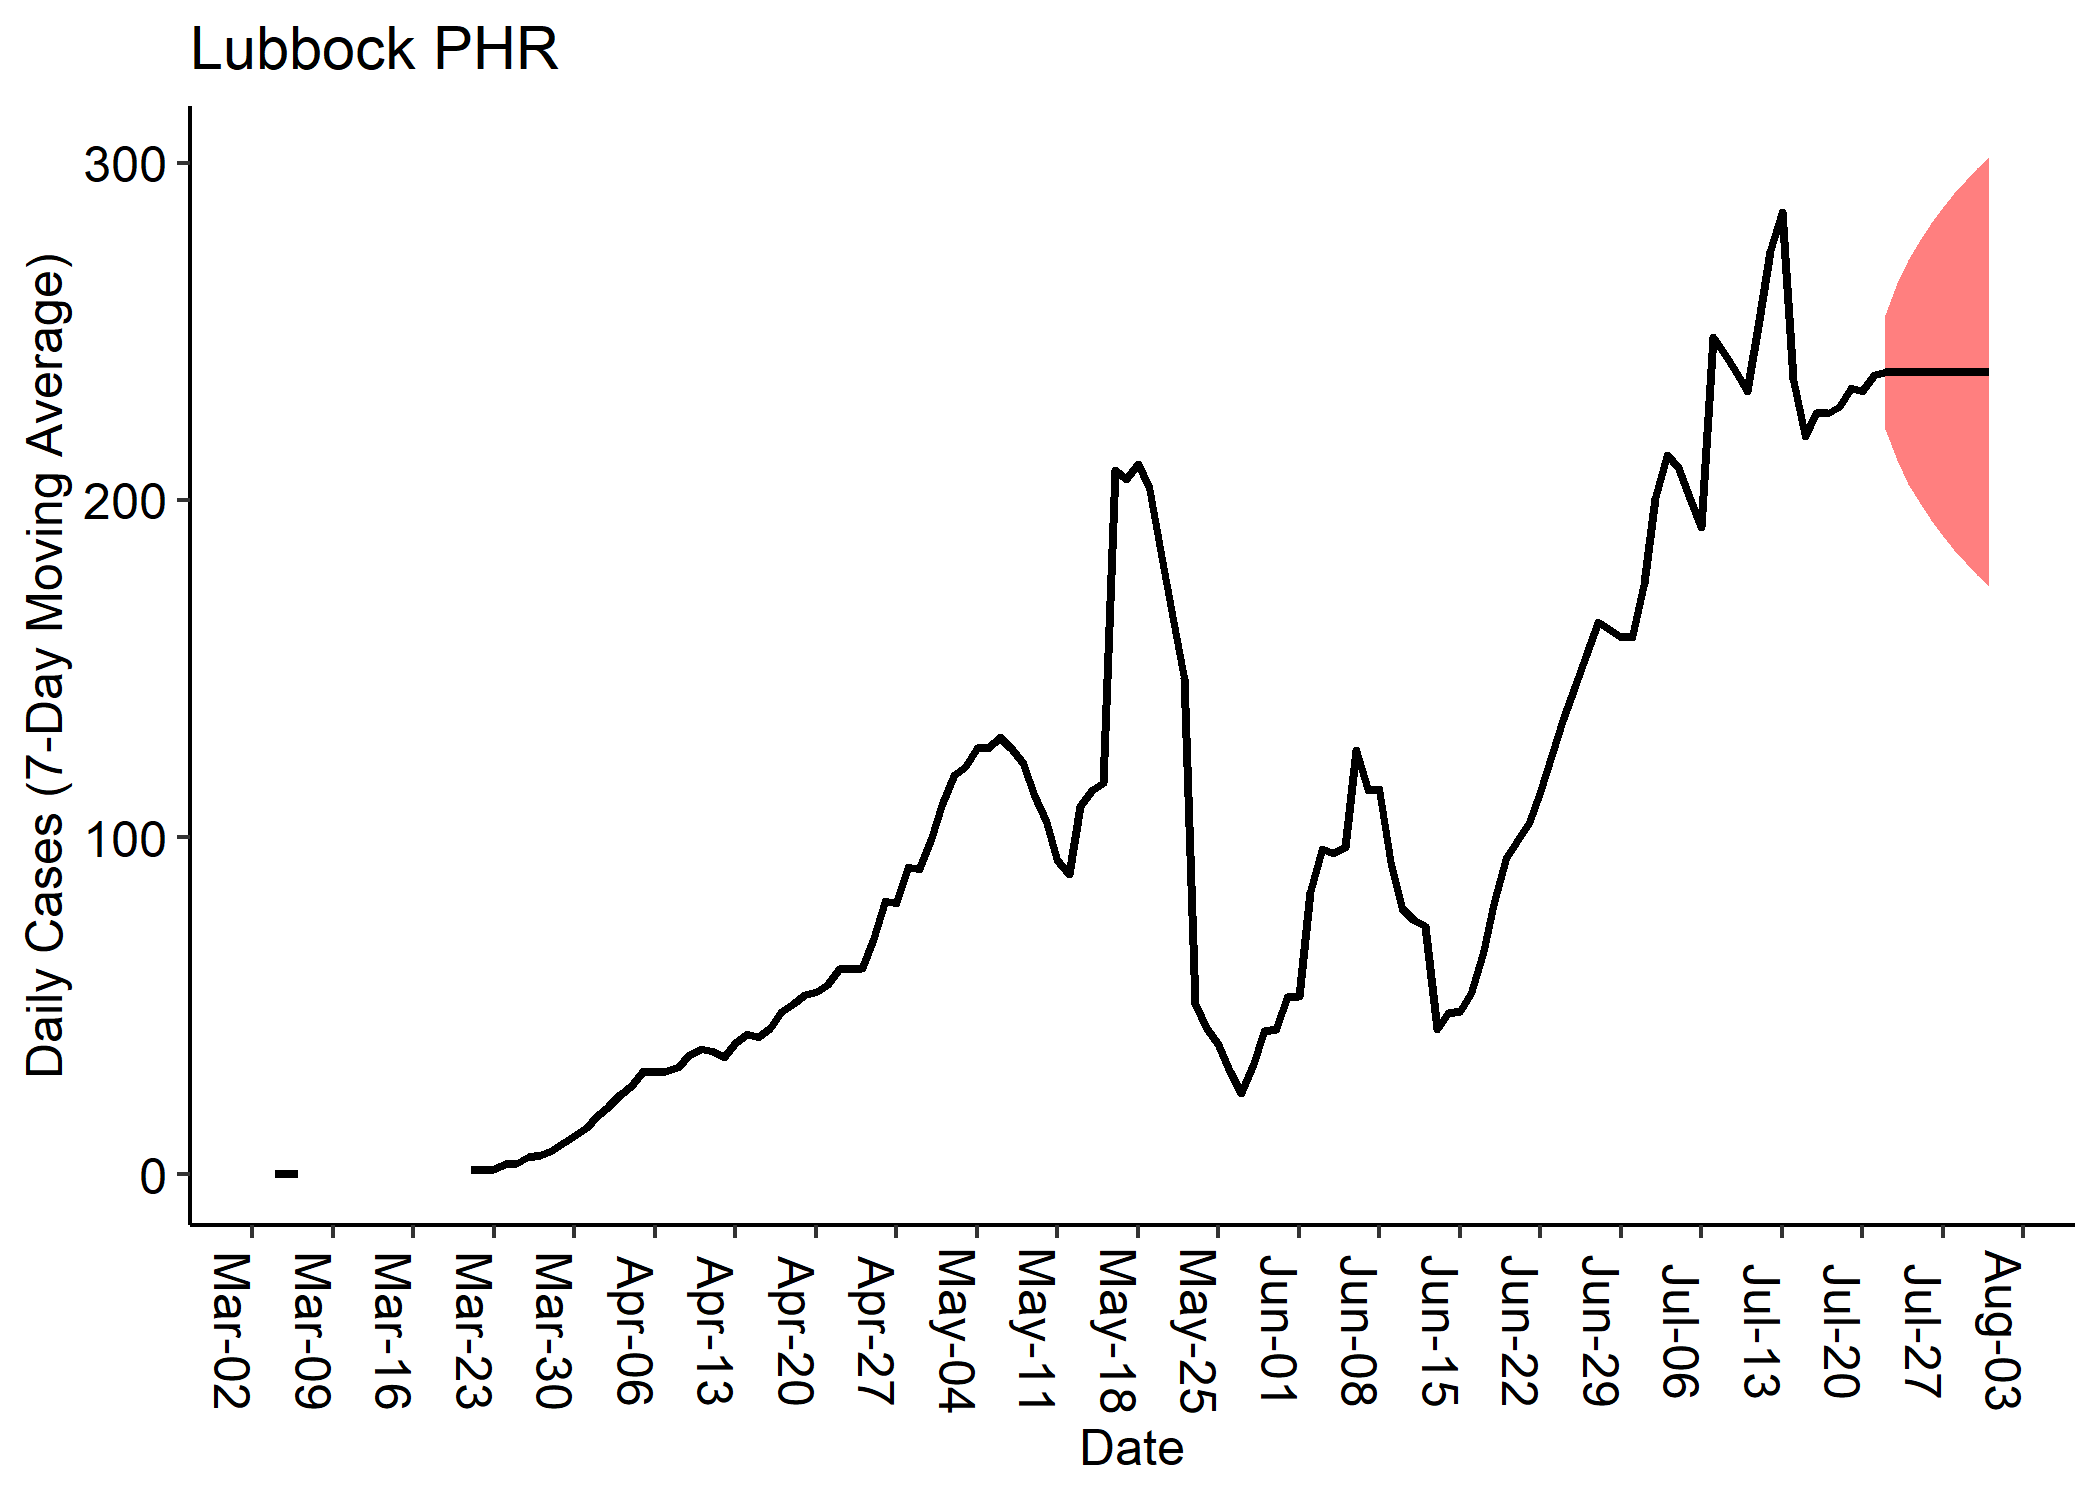 Lubbock PHR
Daily Cases (7-Day Moving Average)
300
200
100
0
Mar-02
Mar-09
Mar-16
Mar-23
Mar-30
Apr-06
Apr-13
Apr-20
Apr-27
May-04
May-11
May-18
May-25
Jun-01
Jun-08
Jun-15
Jun-22
Jun-29
Jul-06
Jul-13
Jul-20
Jul-27
Aug-03
Date